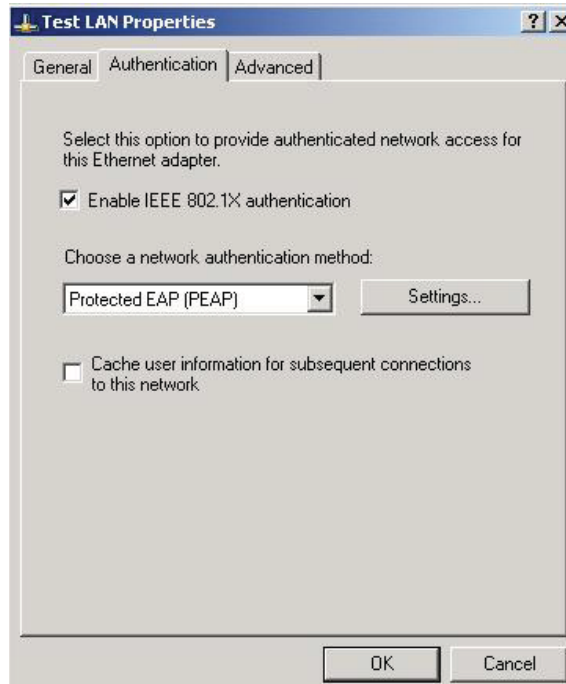 Test LAN Properties
General Authentication Advanced
Select this option to provide authenticated network access for
this Ethernet adapter.
Enable IEEE 802.1X authentication
Choose a network authentication method:
Protected EAP (PEAP) Settings...
Cache user information for subsequent connections
to this network
OK Cancel